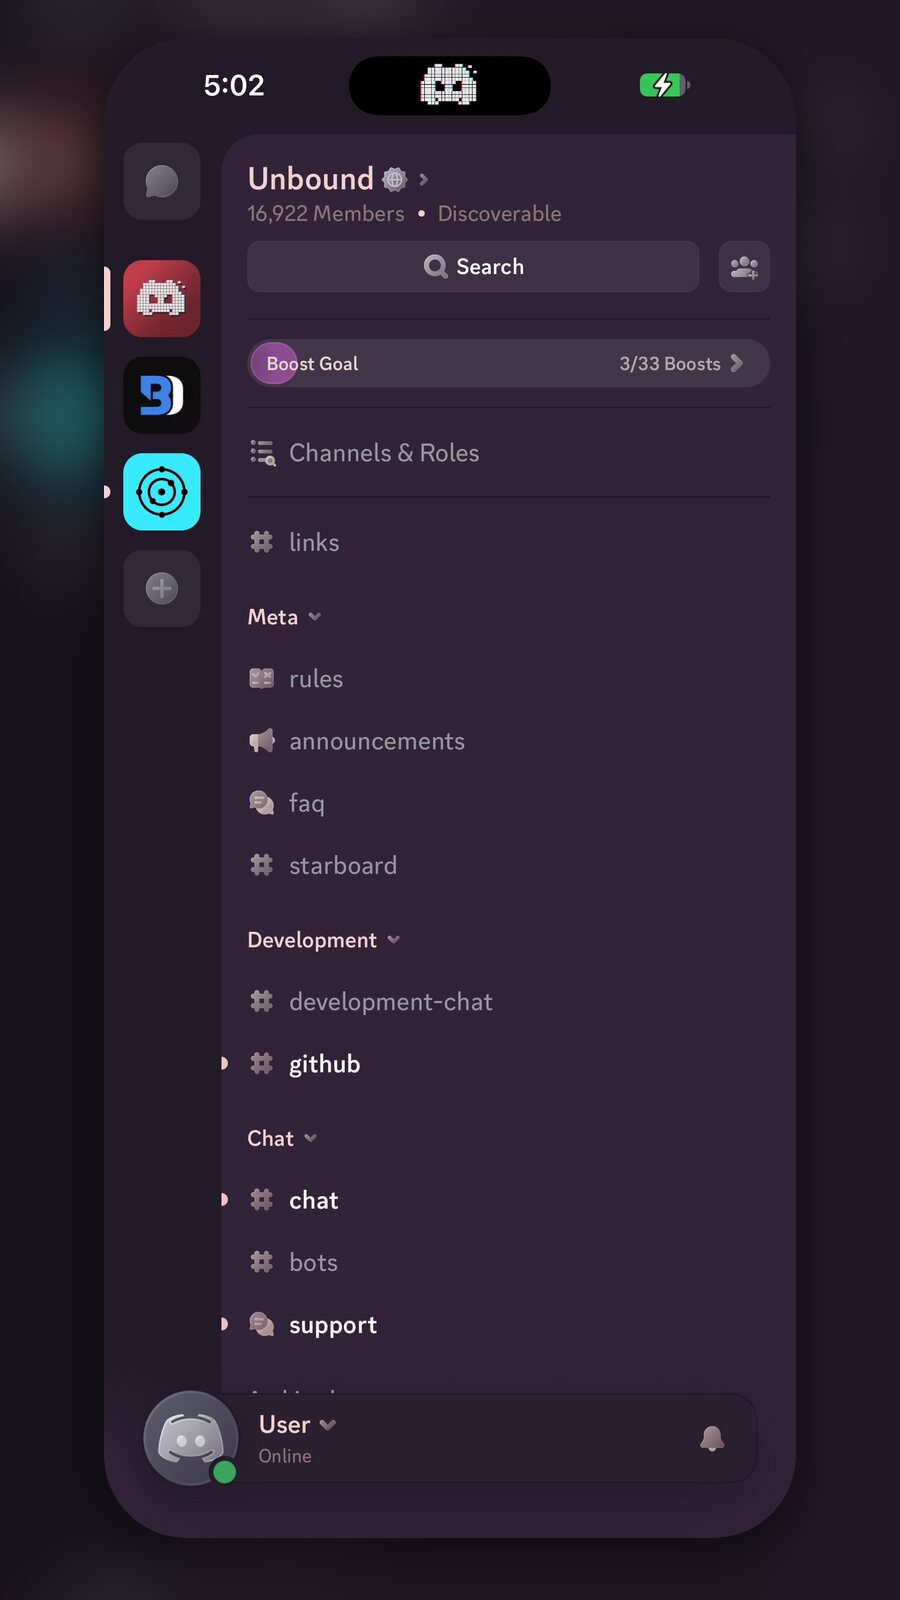 5:02
Unbound
16,922 Members • Discoverable
Search
Boost Goal 3/33 Boosts
Channels & Roles
links
Meta
rules
announcements
faq
starboard
Development
development-chat
github
Chat
chat
bots
support
User
Online